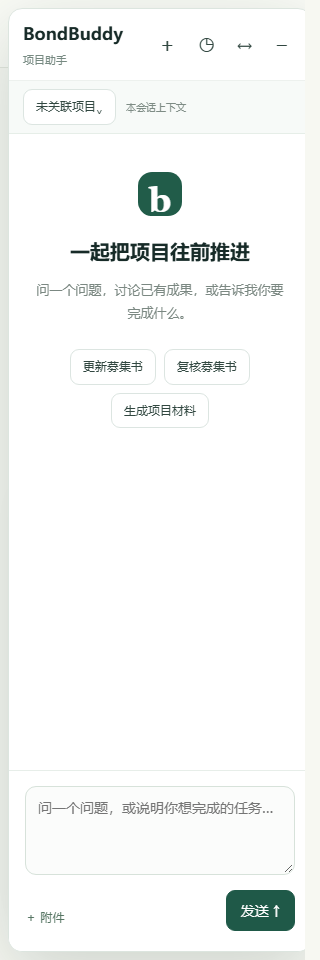 BondBuddy
项目助手
未关联项目
本会话上下文
b
一起把项目往前推进
问一个问题，讨论已有成果，或告诉我你要
完成什么。
更新募集书
复核募集书
生成项目材料
问一个问题，或说明你想完成的任务...
+ 附件
发送 ↑